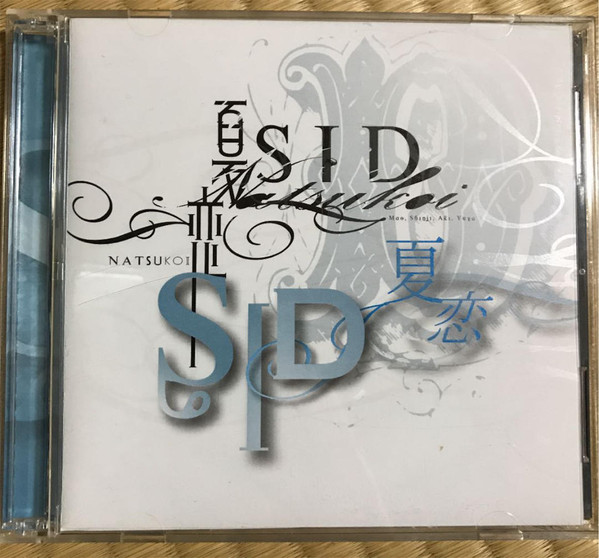 夏恋
SID
Natsukoi
Mao, Shinji, Aki, Yuya
NATSUKOI
夏恋
SID